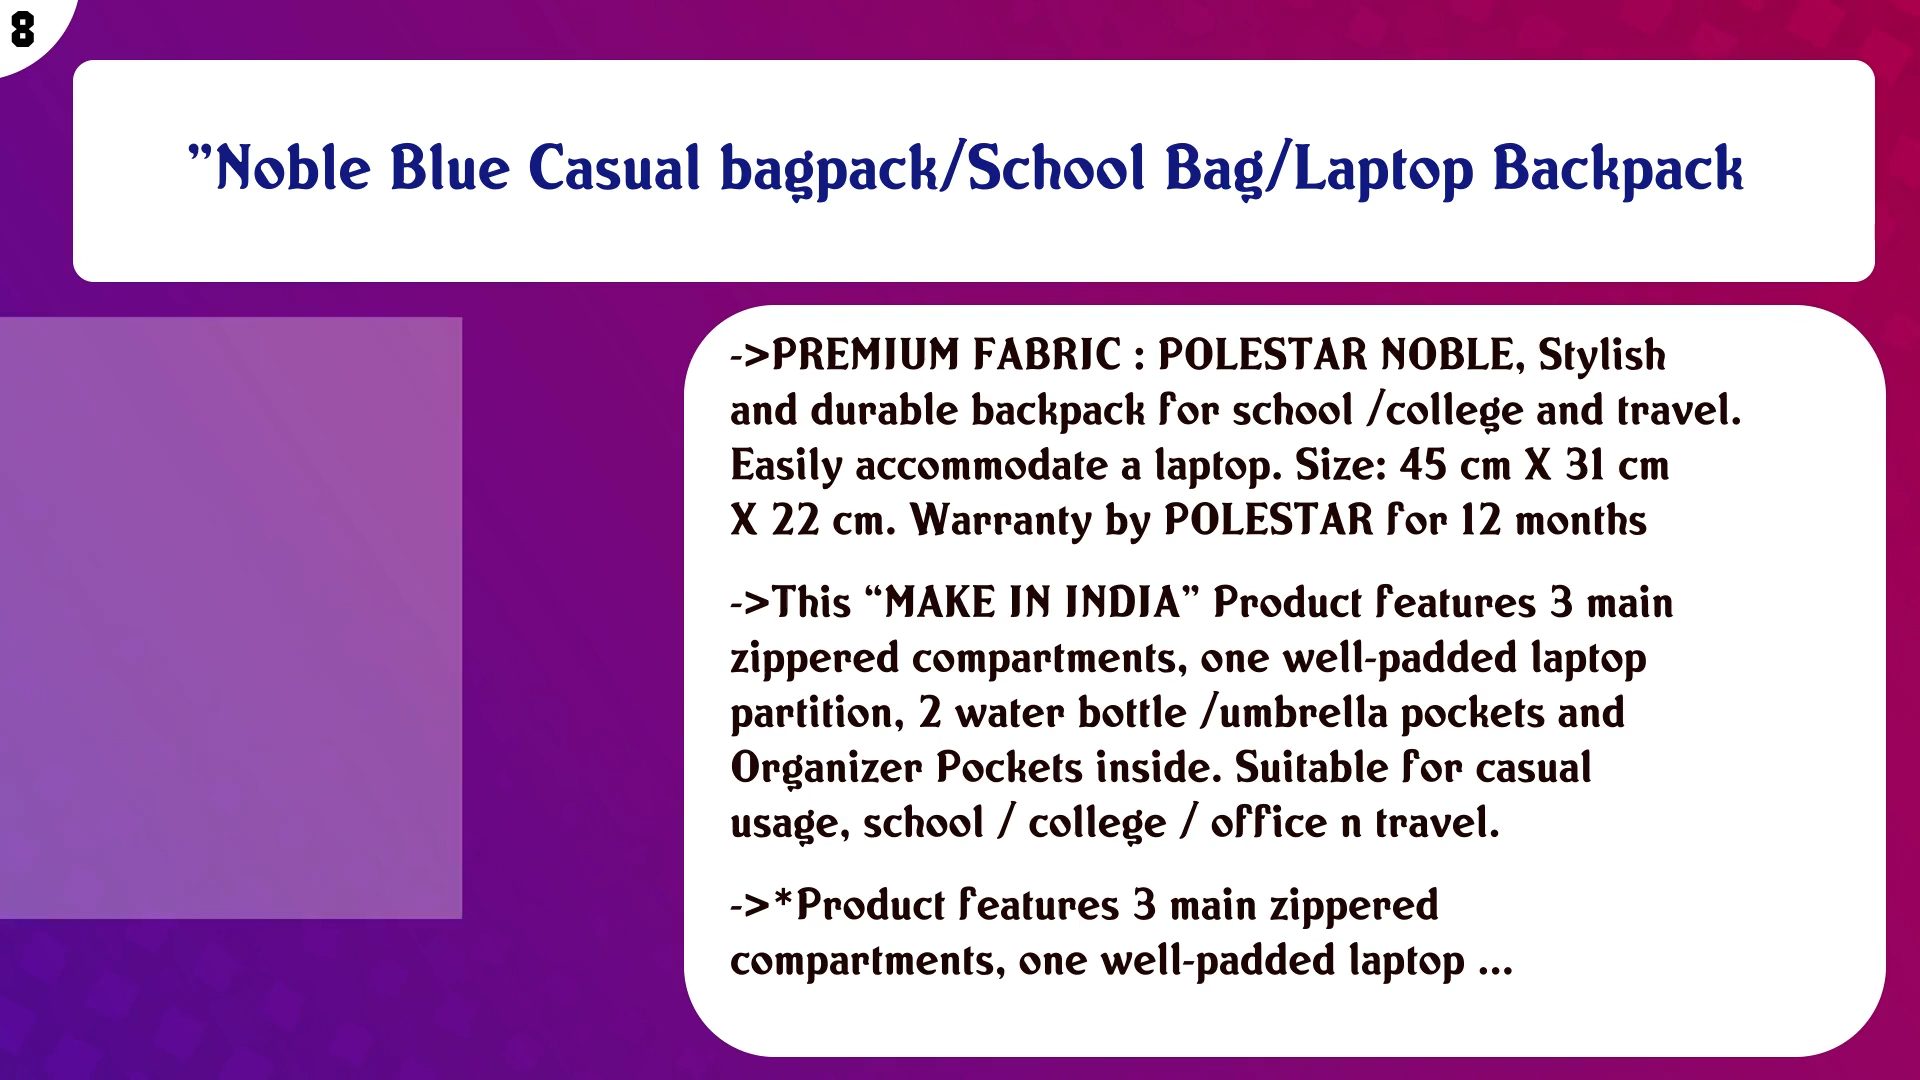 8
”Noble Blue Casual bagpack/School Bag/Laptop Backpack
->PREMIUM FABRIC : POLESTAR NOBLE, Stylish
and durable backpack for school /college and travel.
Easily accommodate a laptop. Size: 45 cm X 31 cm
X 22 cm. Warranty by POLESTAR for 12 months
->This “MAKE IN INDIA” Product features 3 main
zippered compartments, one well-padded laptop
partition, 2 water bottle /umbrella pockets and
Organizer Pockets inside. Suitable for casual
usage, school / college / office n travel.
->*Product features 3 main zippered
compartments, one well-padded laptop ...